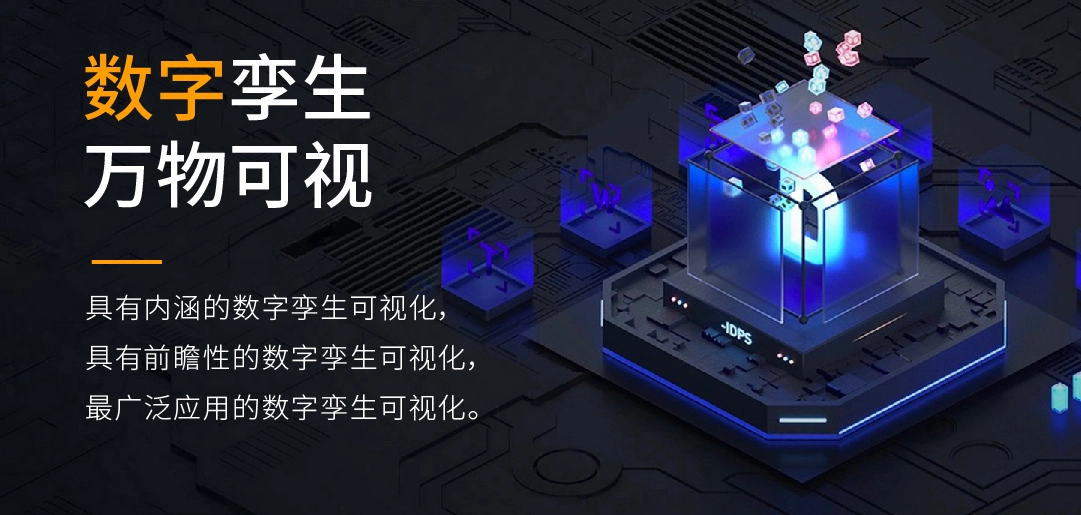 数字孪生
万物可视
具有内涵的数字孪生可视化，
具有前瞻性的数字孪生可视化，
最广泛应用的数字孪生可视化。
T
W
D
-IDPS